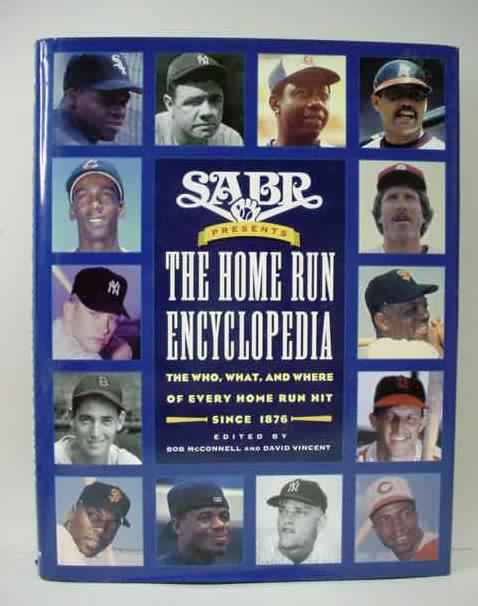 SABR
PRESENTS
THE HOME RUN
ENCYCLOPEDIA
THE WHO, WHAT, AND WHERE
OF EVERY HOME RUN HIT
SINCE 1876
EDITED BY
BOB McCONNELL AND DAVID VINCENT